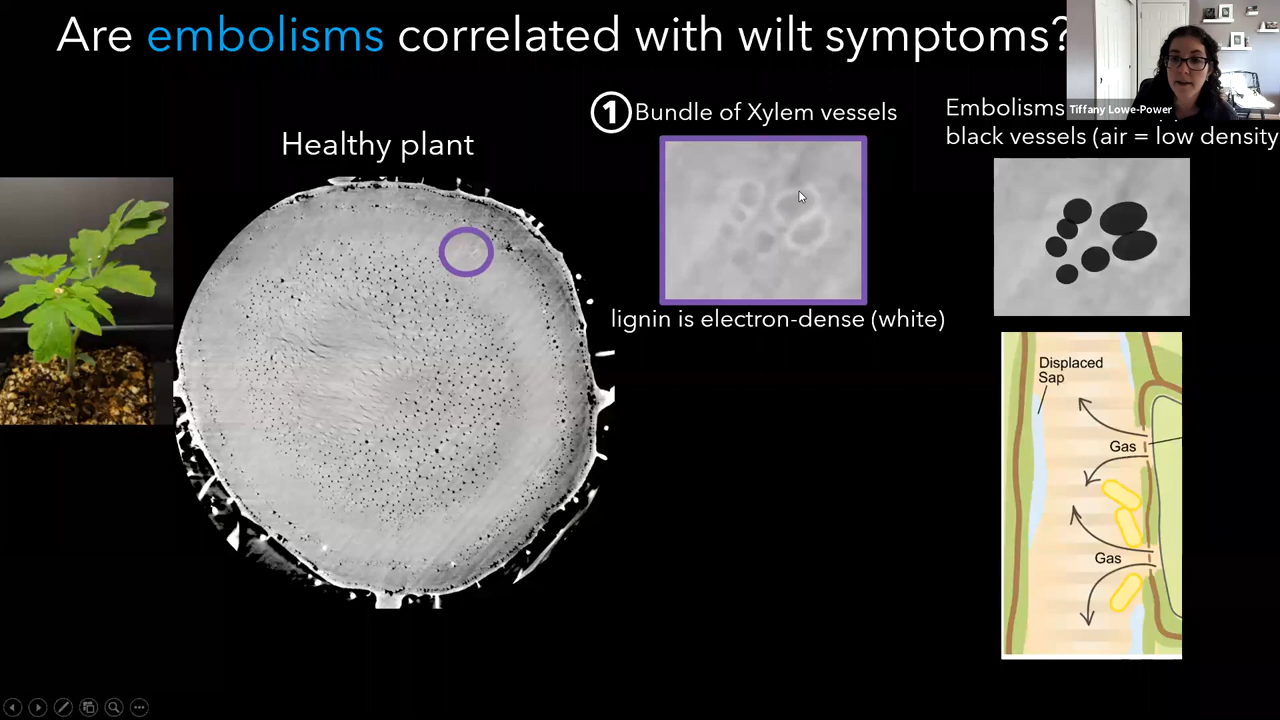 Are embolisms correlated with wilt symptoms?
Healthy plant
1 Bundle of Xylem vessels
lignin is electron-dense (white)
Embolisms
black vessels (air = low density
Tiffany Lowe-Power
Displaced
Sap
Gas
Gas